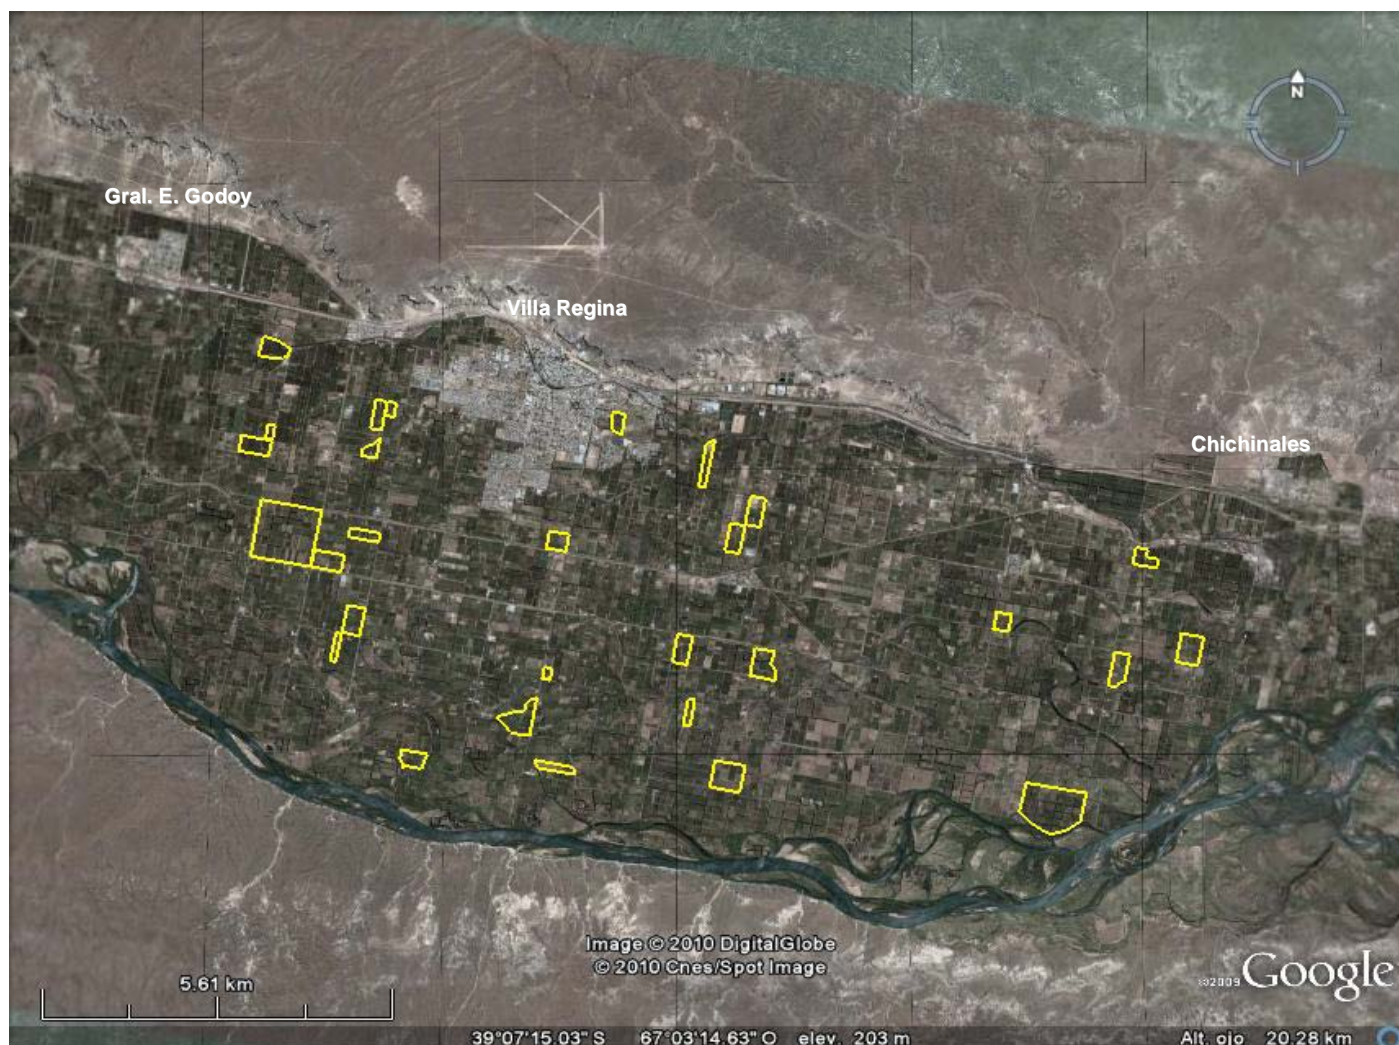 N
Gral. E. Godoy
Villa Regina
Chichinales
Image © 2010 DigitalGlobe
© 2010 Cnes/Spot Image
©2009 Google
5.61 km
39°07'15.03" S 67°03'14.63" O elev. 203 m Alt. ojo 20.28 km